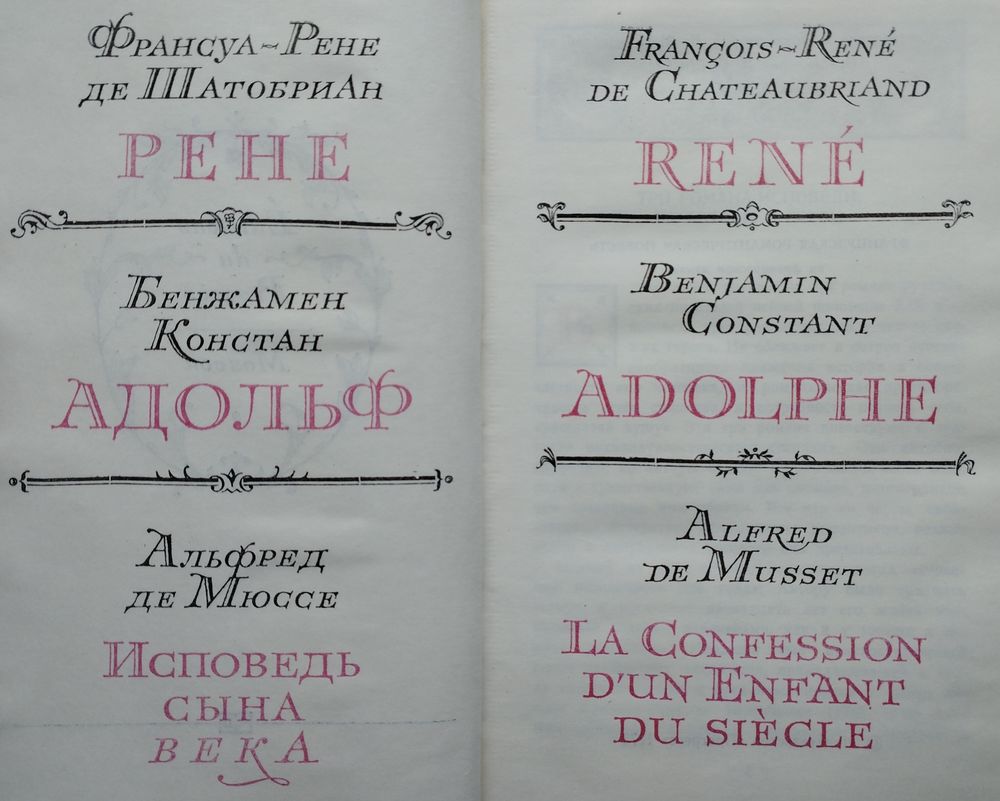 Франсуа-Рене
де Шатобриан
РЕНЕ
Бенжамен
Констан
АДОЛЬФ
Альфред
де Мюссе
Исповедь
сына
века
François-René
de Chateaubriand
RENÉ
Benjamin
Constant
ADOLPHE
Alfred
de Musset
La Confession
d'un Enfant
du siècle